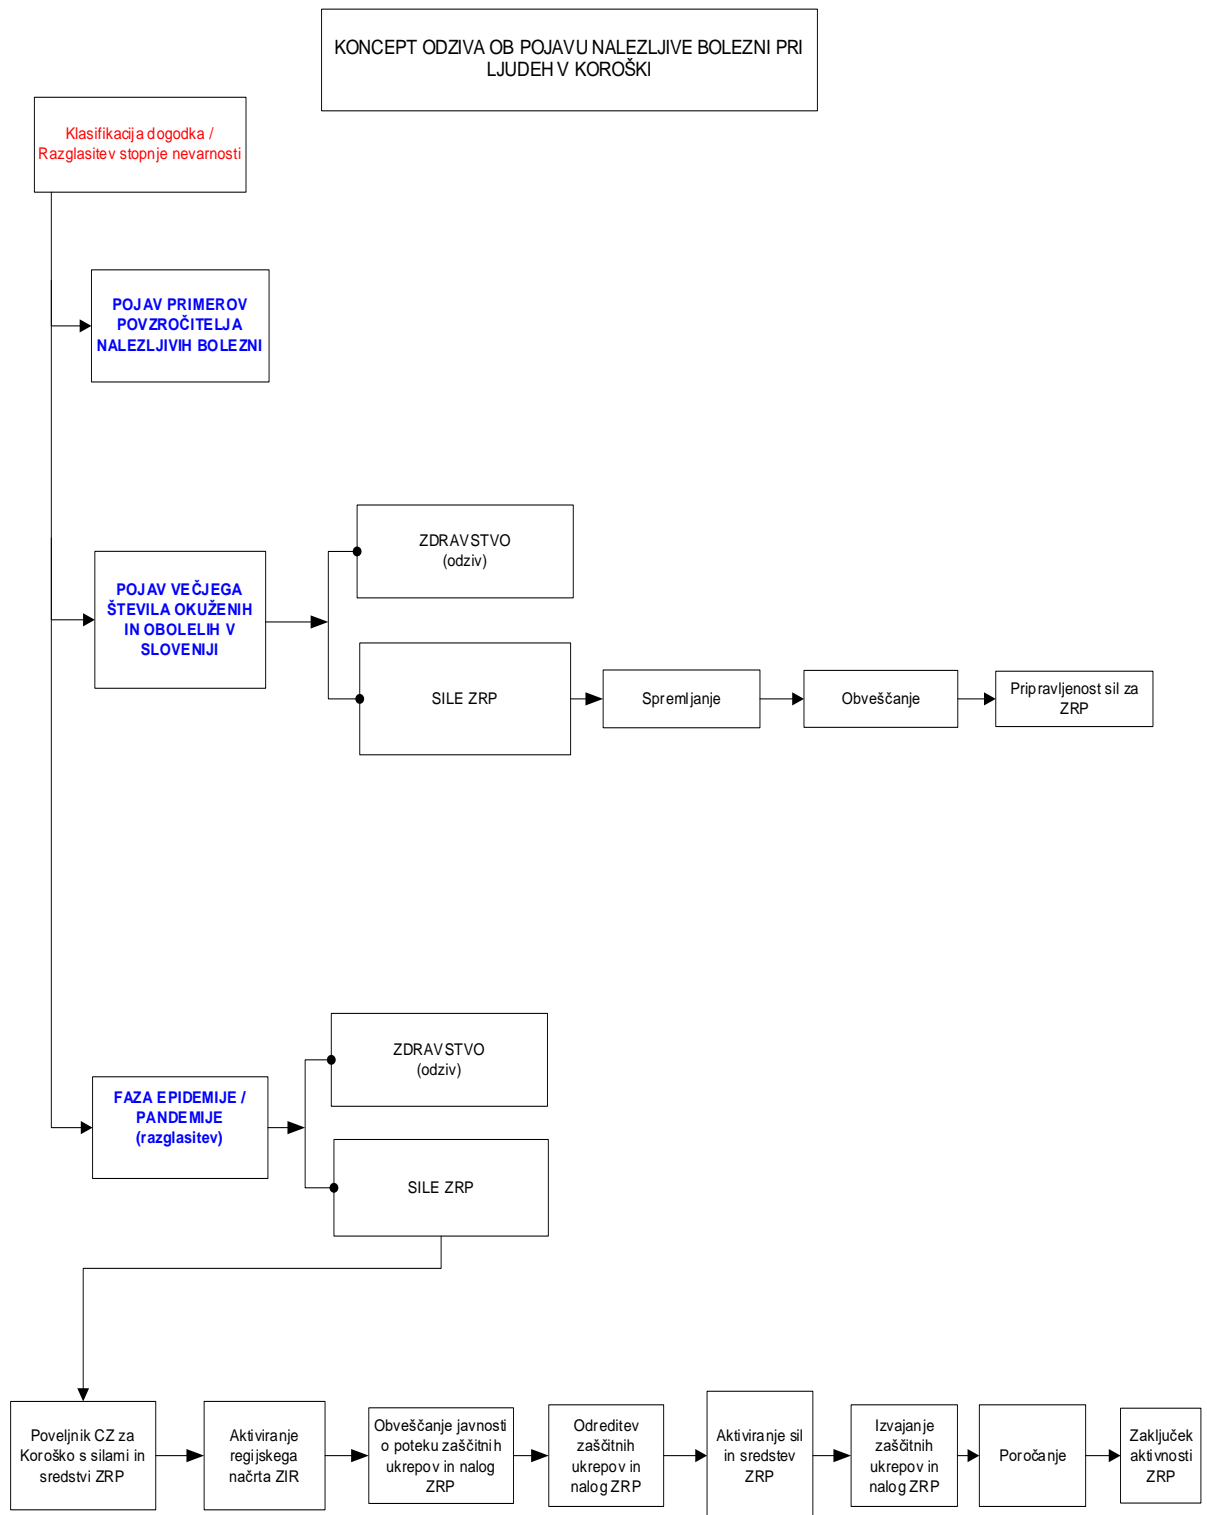 KONCEPT ODZIVA OB POJAVU NALEZLJIVE BOLEZNI PRI
LJUDEH V KOROŠKI
Klasifikacija dogodka /
Razglasitev stopnje nevarnosti
POJAV PRIMEROV
POVZROČITELJA
NALEZLJIVIH BOLEZNI
POJAV VEČJEGA
ŠTEVILA OKUŽENIH
IN OBOLELIH V
SLOVENIJI
ZDRAVSTVO
(odziv)
SILE ZRP
Spremljanje
Obveščanje
Pripravljenost sil za
ZRP
FAZA EPIDEMIJE /
PANDEMIJE
(razglasitev)
ZDRAVSTVO
(odziv)
SILE ZRP
Poveljnik CZ za
Koroško s silami in
sredstvi ZRP
Aktiviranje
regijskega
načrta ZIR
Obveščanje javnosti
o poteku zaščitnih
ukrepov in nalog
ZRP
Odreditev
zaščitnih
ukrepov in
nalog ZRP
Aktiviranje sil
in sredstev
ZRP
Izvajanje
zaščitnih
ukrepov in
nalog ZRP
Poročanje
Zaključek
aktivnosti
ZRP